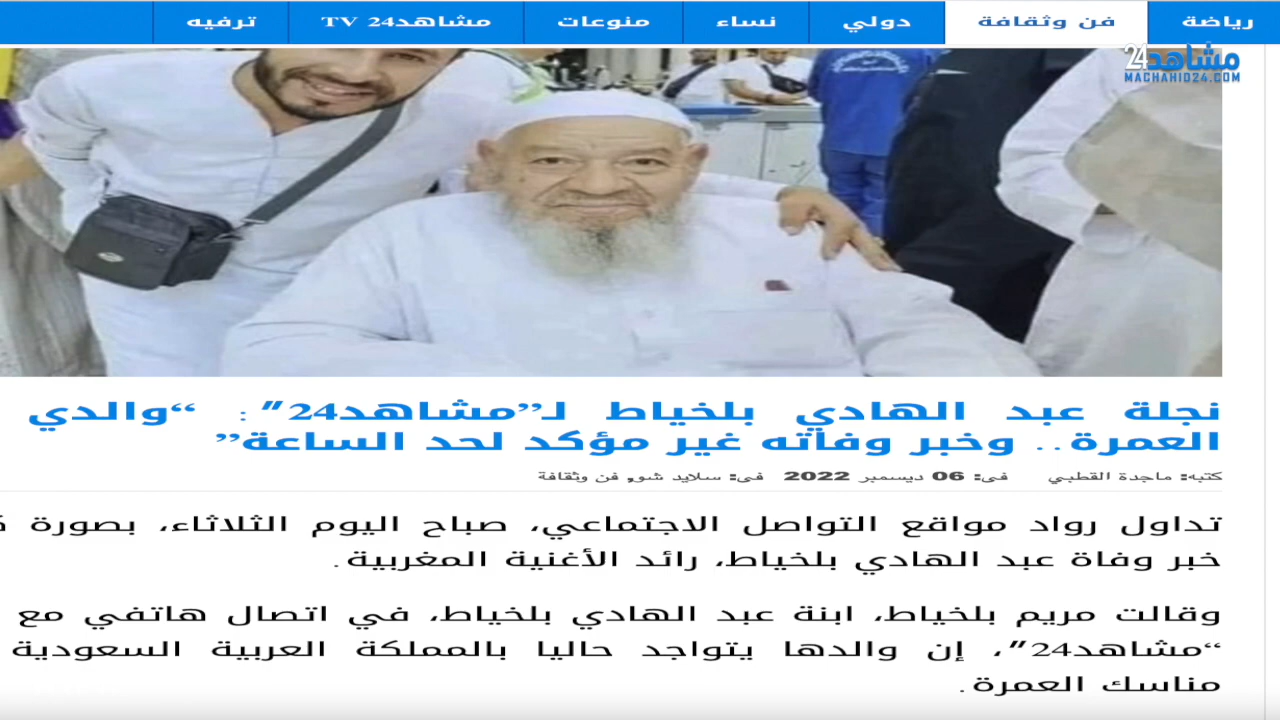 رياضة
فن وثقافة
دولي
نساء
منوعات
مشاهد24 TV
ترفيه
مشاهد24
MACHAHID24.COM
نجلة عبد الهادي بلخياط لـ”مشاهد24″: “والدي
العمرة.. وخبر وفاته غير مؤكد لحد الساعة”
كتبه: ماجدة القطبي في: 06 ديسمبر 2022 في: سلايد شو, فن وثقافة
تداول رواد مواقع التواصل الاجتماعي، صباح اليوم الثلاثاء، بصورة
خبر وفاة عبد الهادي بلخياط، رائد الأغنية المغربية.
وقالت مريم بلخياط، ابنة عبد الهادي بلخياط، في اتصال هاتفي مع
“مشاهد24″، إن والدها يتواجد حاليا بالمملكة العربية السعودية
مناسك العمرة.